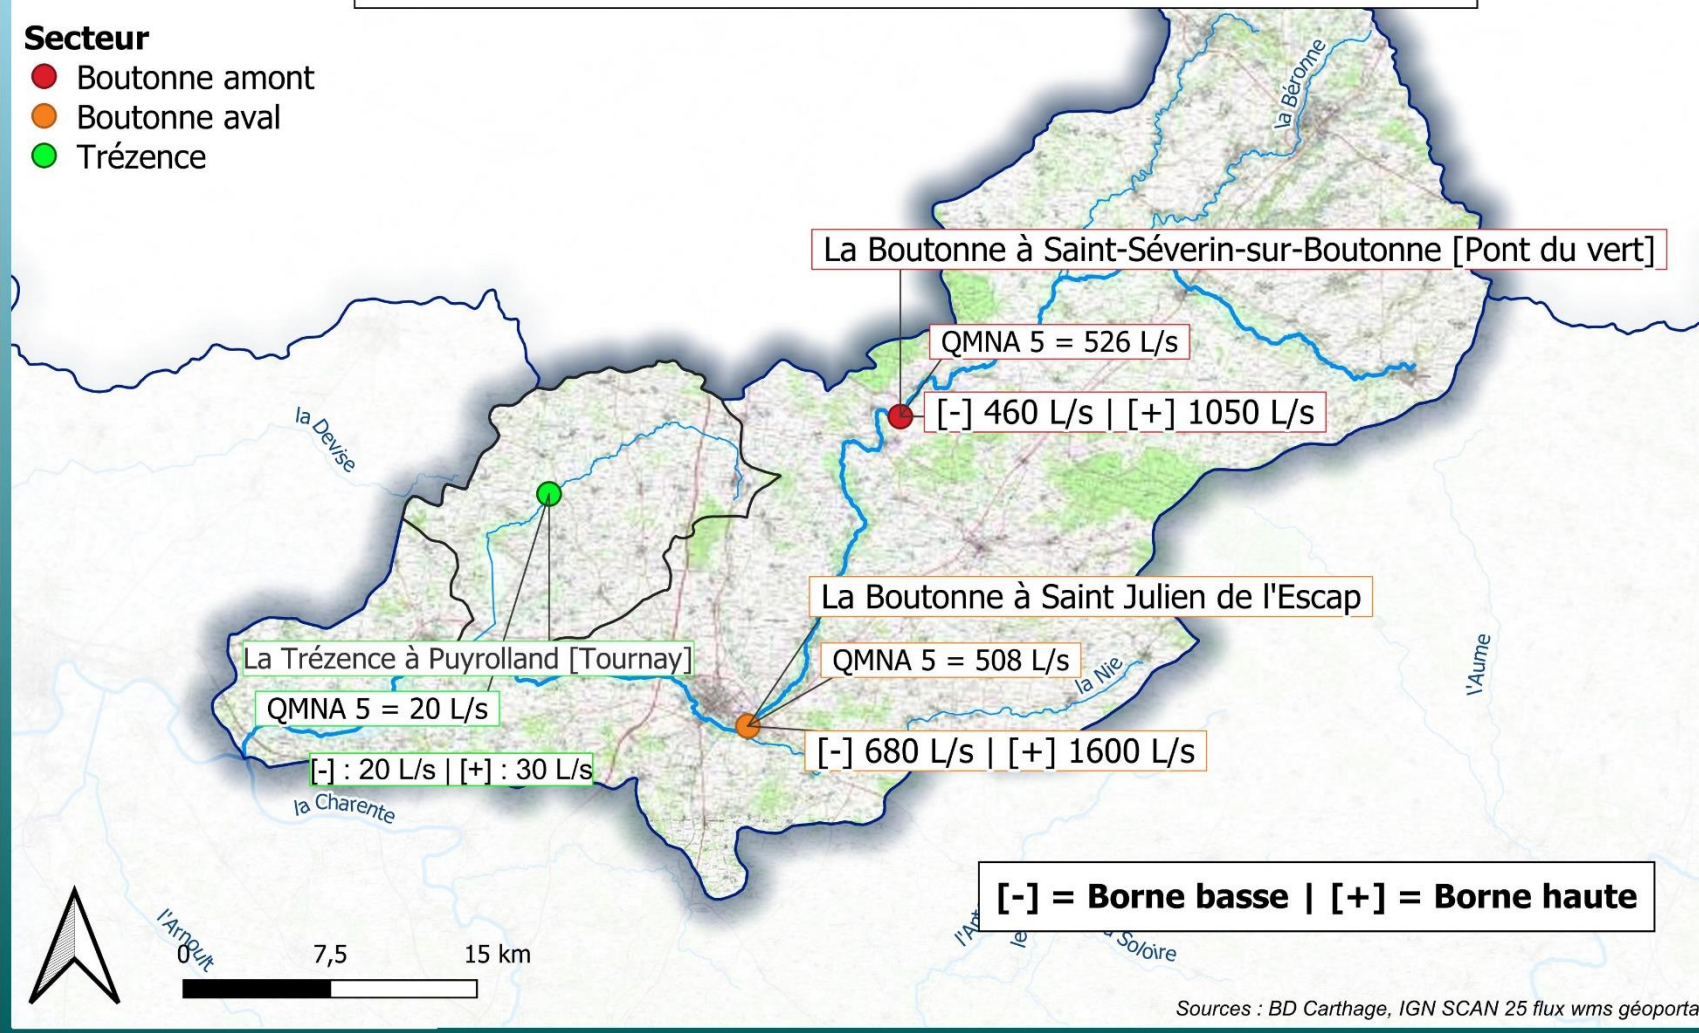 Secteur
Boutonne amont
Boutonne aval
Trézence
la Béronne
La Boutonne à Saint-Séverin-sur-Boutonne [Pont du vert]
QMNA 5 = 526 L/s
[-] 460 L/s | [+] 1050 L/s
la Devise
La Boutonne à Saint Julien de l'Escap
QMNA 5 = 508 L/s
la Nie
[-] 680 L/s | [+] 1600 L/s
l'Aume
La Trézence à Puyrolland [Tournay]
QMNA 5 = 20 L/s
[-] : 20 L/s | [+] : 30 L/s
la Charente
[-] = Borne basse | [+] = Borne haute
l'Arnoult
Soloire
0 7,5 15 km
Sources : BD Carthage, IGN SCAN 25 flux wms géoporta